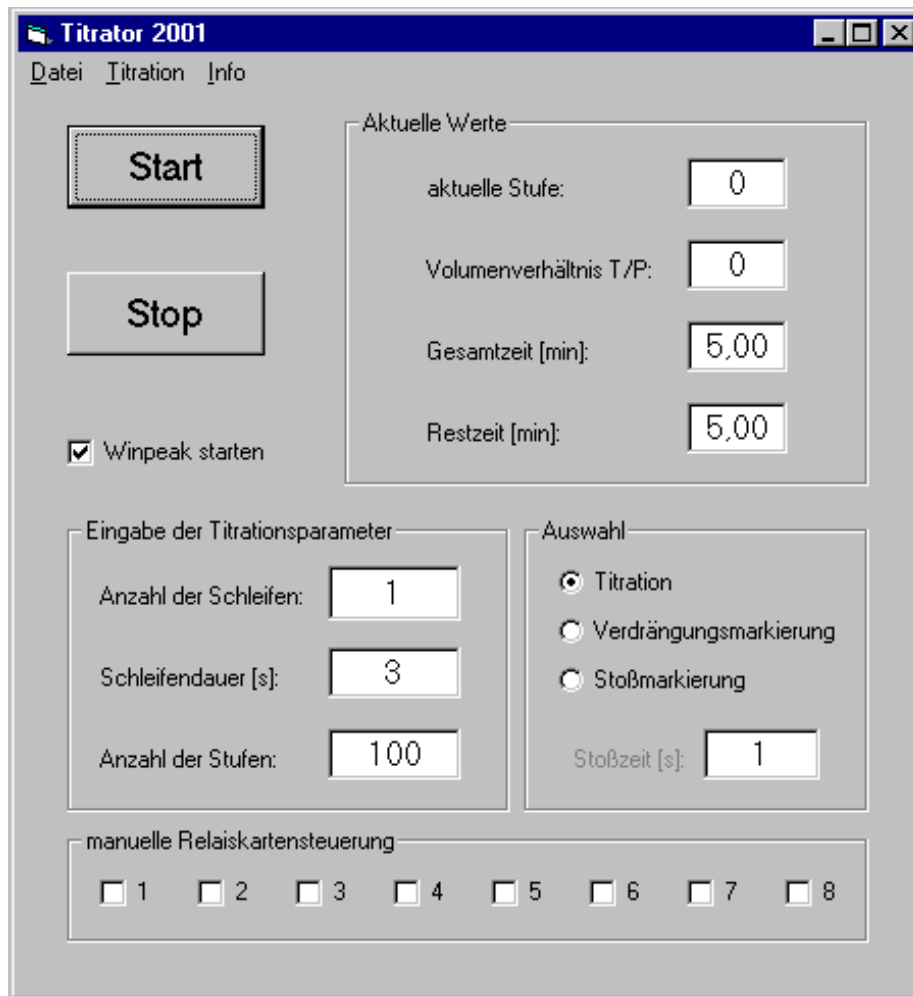 Titrator 2001
Datei Titration Info
Start
Stop
Winpeak starten
Aktuelle Werte
aktuelle Stufe: 0
Volumenverhältnis T/P: 0
Gesamtzeit [min]: 5,00
Restzeit [min]: 5,00
Eingabe der Titrationsparameter
Anzahl der Schleifen: 1
Schleifendauer [s]: 3
Anzahl der Stufen: 100
Auswahl
Titration
Verdrängungsmarkierung
Stoßmarkierung
Stoßzeit [s]: 1
manuelle Relaiskartensteuerung
1 2 3 4 5 6 7 8